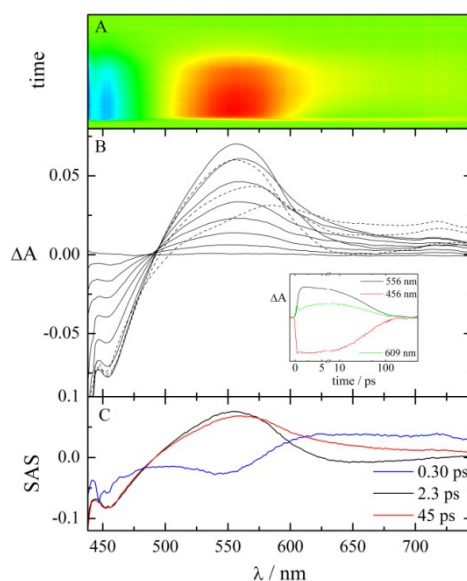 A
time
B
0.05
0.00
-0.05
0.1
ΔA
ΔA
556 nm
456 nm
609 nm
0 5 10 100
time / ps
C
0.0
-0.1
SAS
0.30 ps
2.3 ps
45 ps
450 500 550 600 650 700
λ / nm